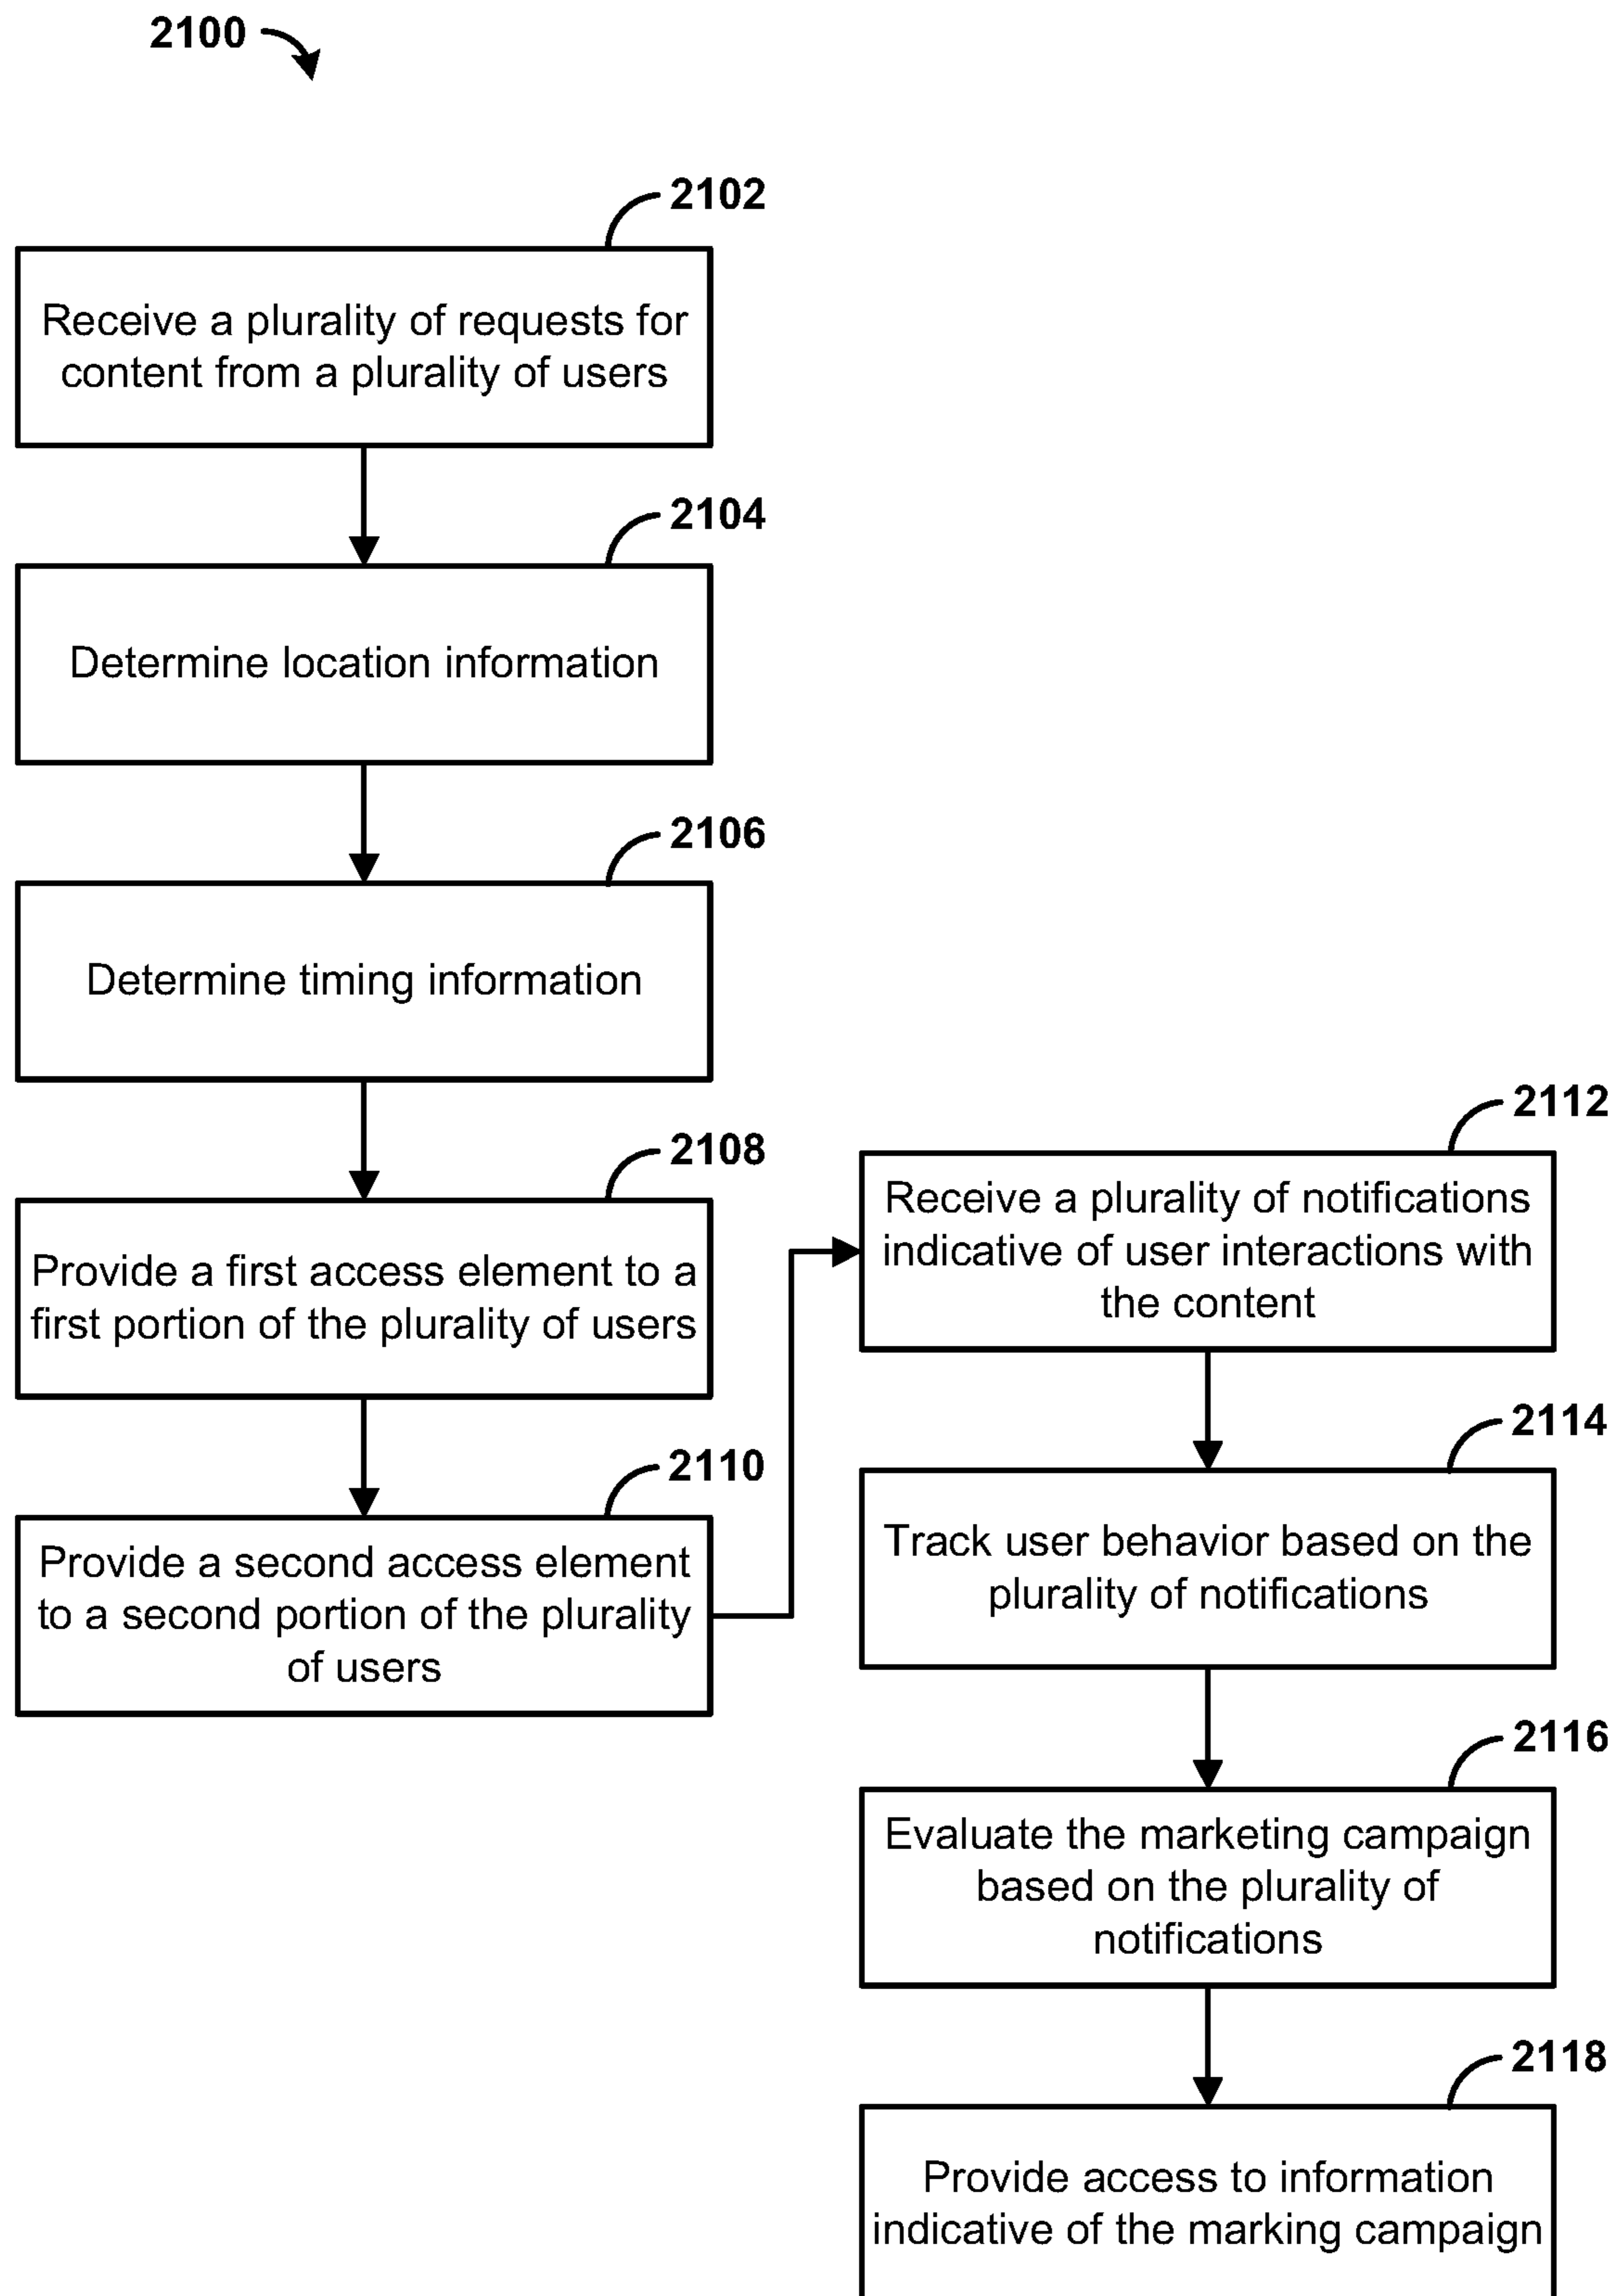 2100
2102
Receive a plurality of requests for
content from a plurality of users
2104
Determine location information
2106
Determine timing information
2108
Provide a first access element to a
first portion of the plurality of users
2110
Provide a second access element
to a second portion of the plurality
of users
2112
Receive a plurality of notifications
indicative of user interactions with
the content
2114
Track user behavior based on the
plurality of notifications
2116
Evaluate the marketing campaign
based on the plurality of
notifications
2118
Provide access to information
indicative of the marking campaign